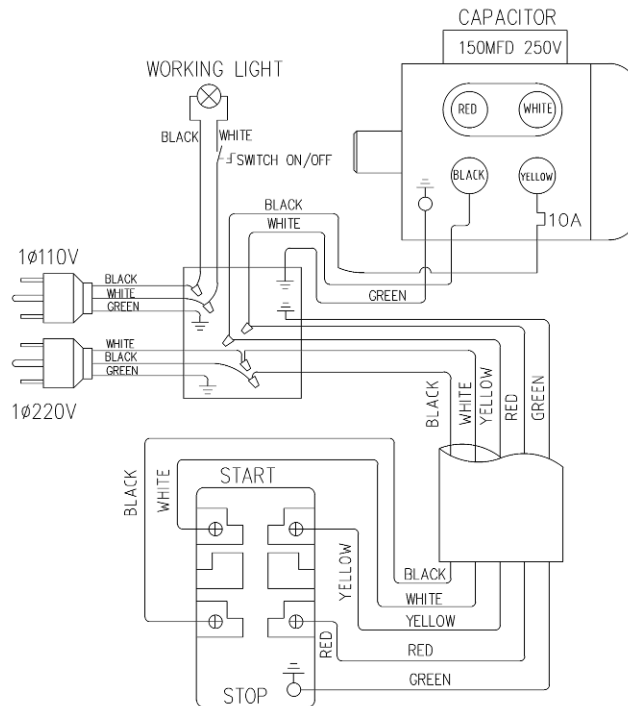 CAPACITOR
150MFD 250V
WORKING LIGHT
RED
WHITE
BLACK
WHITE
SWITCH ON/OFF
BLACK
YELLOW
BLACK
WHITE
10A
1ø110V
BLACK
WHITE
GREEN
GREEN
WHITE
BLACK
GREEN
1ø220V
BLACK
WHITE
YELLOW
RED
GREEN
BLACK
WHITE
START
YELLOW
BLACK
WHITE
YELLOW
RED
RED
GREEN
STOP